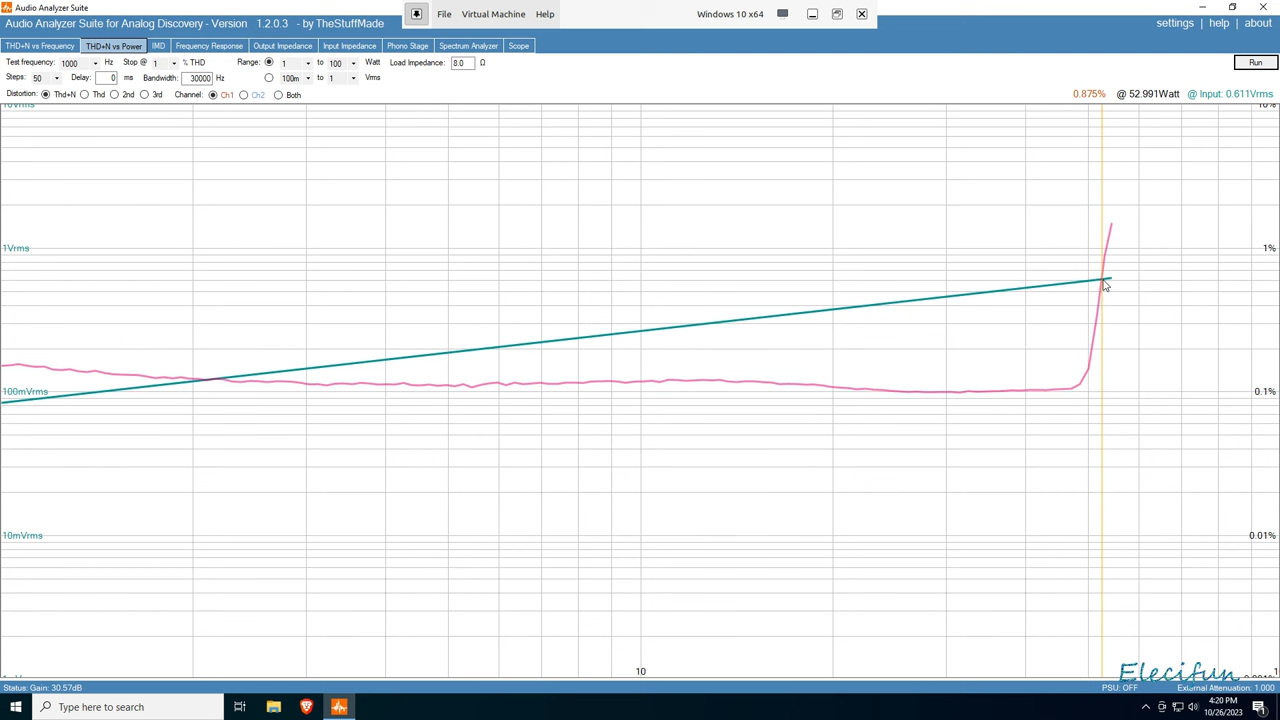 Audio Analyzer Suite
File Virtual Machine Help Windows 10 x64
Audio Analyzer Suite for Analog Discovery - Version 1.2.0.3 - by TheStuffMade
settings | help | about
THD+N vs Frequency THD+N vs Power IMD Frequency Response Output Impedance Input Impedance Phono Stage Spectrum Analyzer Scope
Test frequency: 1000 Hz Stop @ 1 % THD Range: 1 to 100 Watt Load Impedance: 8.0 Ω Run
Steps: 50 Delay: 0 ms Bandwidth: 30000 Hz 100m to 1 Vrms
Distortion: Thd+N Thd 2nd 3rd Channel: Ch1 Ch2 Both
0.875% @ 52.991Watt @ Input: 0.611Vrms
10Vrms 10%
1Vrms 1%
100mVrms 0.1%
10mVrms 0.01%
10
Elecifun
Status: Gain: 30.57dB PSU: OFF External Attenuation: 1.000
Type here to search
4:20 PM
10/26/2023